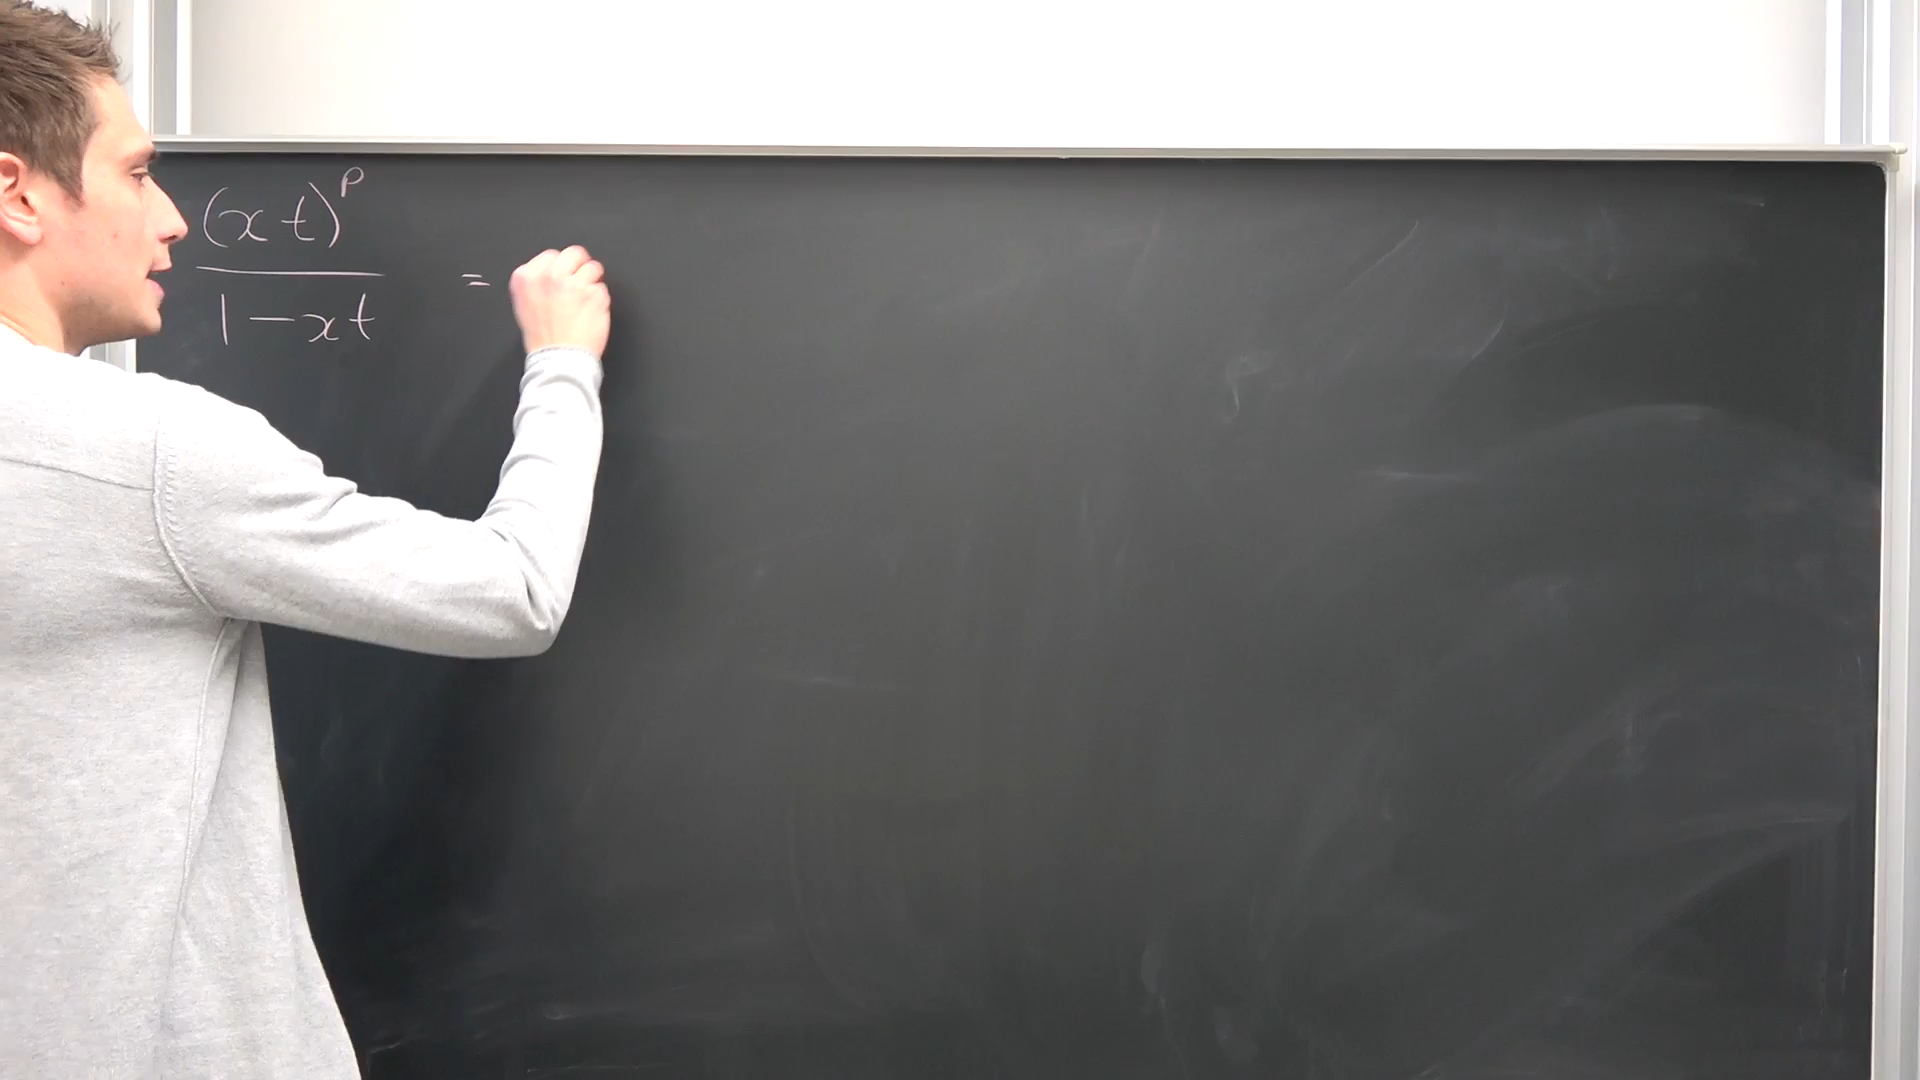 (xt)^p / 1-xt =